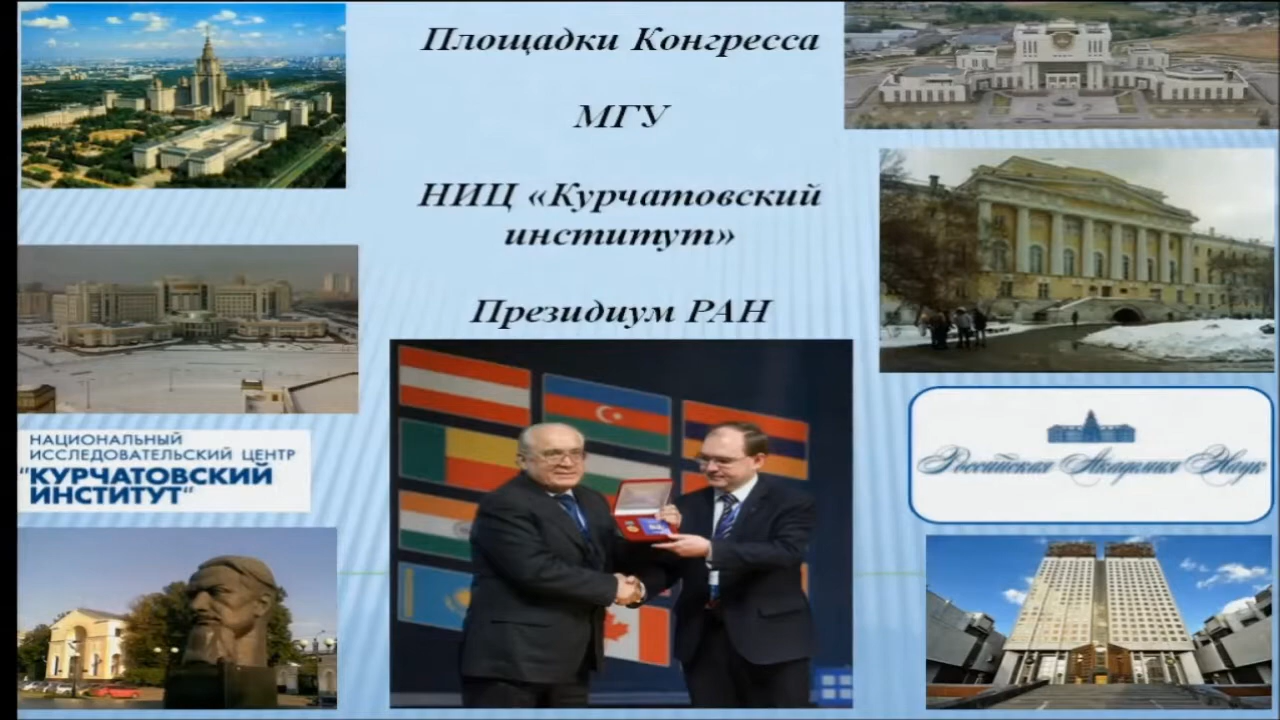 Площадки Конгресса
МГУ
НИЦ «Курчатовский
институт»
Президиум РАН
НАЦИОНАЛЬНЫЙ
ИССЛЕДОВАТЕЛЬСКИЙ ЦЕНТР
"КУРЧАТОВСКИЙ
ИНСТИТУТ"
Российская Академия Наук